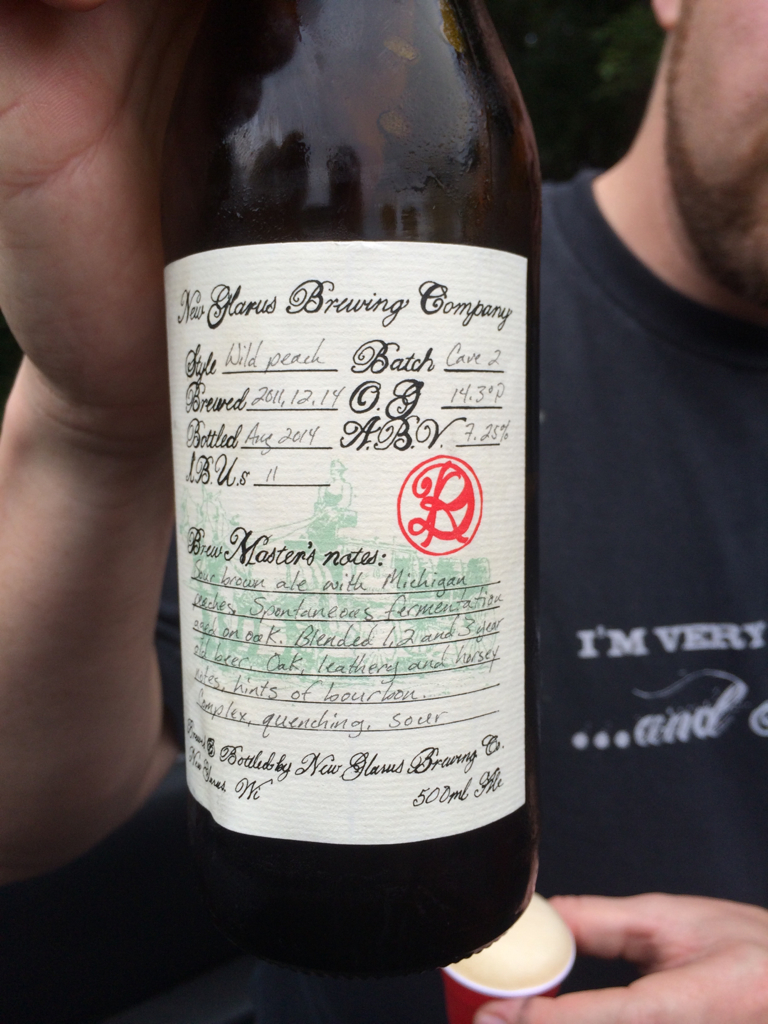 New Glarus Brewing Company
Style Wild peach Batch Cave 2
Brewed 2011, 12, 14 O.G 14.3°P
Bottled Aug 2014 A.B.V. 7.25%
I.B.U.s 11
Brew Master's notes:
Sour brown ale with Michigan
peaches. Spontaneous fermentation
aged on oak. Blended 1, 2 and 3 year
old beer. Oak, leathery and horsey
notes, hints of bourbon.
Complex, quenching, sour
Brewed & Bottled by New Glarus Brewing Co.
New Glarus, Wi
500ml Ale
I'M VERY
...and